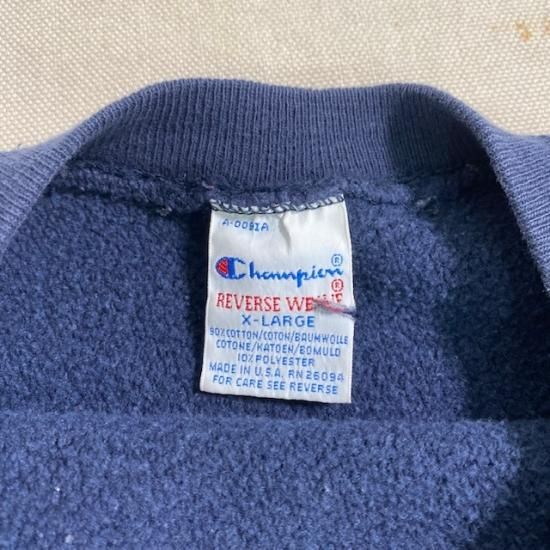 A-0081A
Champion®
REVERSE WEAVE®
X-LARGE
90% COTTON/COTON/BAUMWOLLE
COTONE/KATOEN/BOMULD
10% POLYESTER
MADE IN U.S.A. RN 26094
FOR CARE SEE REVERSE